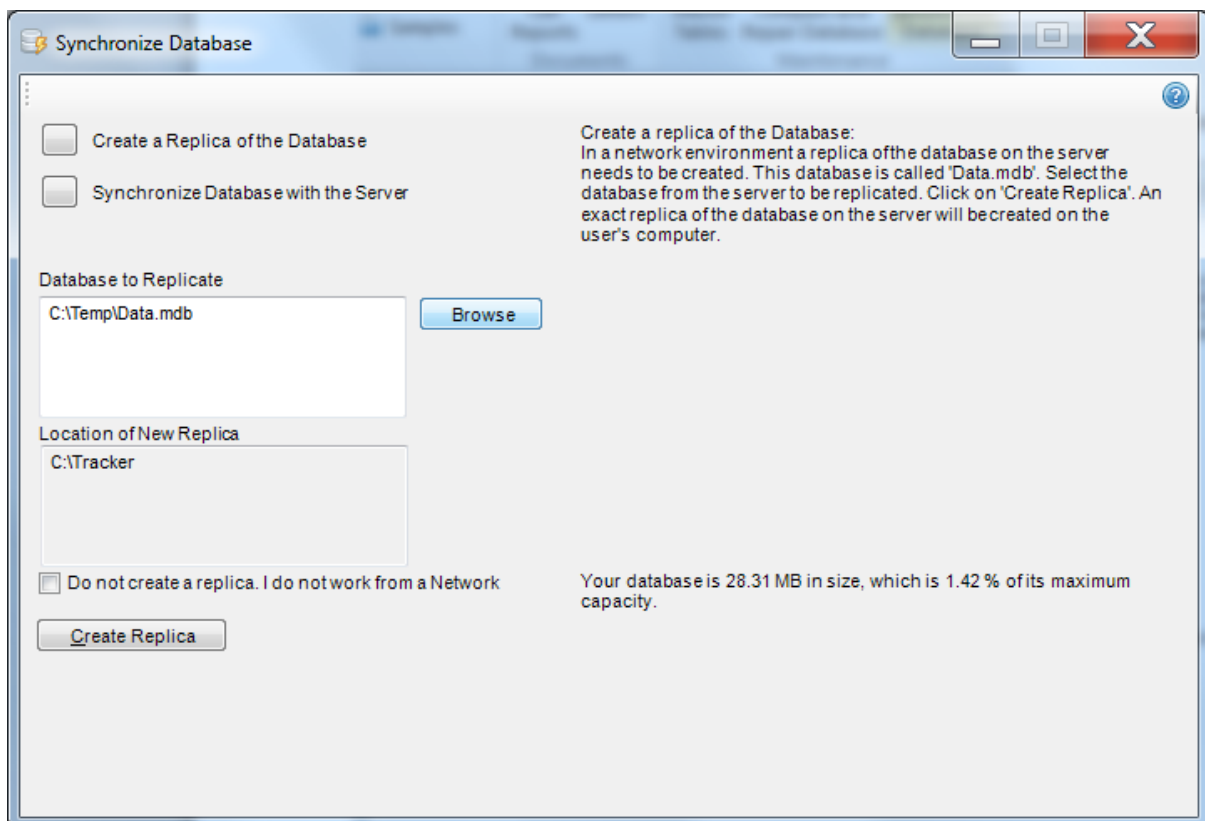 Synchronize Database
Create a Replica of the Database
Synchronize Database with the Server
Create a replica of the Database:
In a network environment a replica of the database on the server
needs to be created. This database is called 'Data.mdb'. Select the
database from the server to be replicated. Click on 'Create Replica'. An
exact replica of the database on the server will be created on the
user's computer.
Database to Replicate
C:\Temp\Data.mdb
Browse
Location of New Replica
C:\Tracker
Do not create a replica. I do not work from a Network
Your database is 28.31 MB in size, which is 1.42 % of its maximum
capacity.
Create Replica